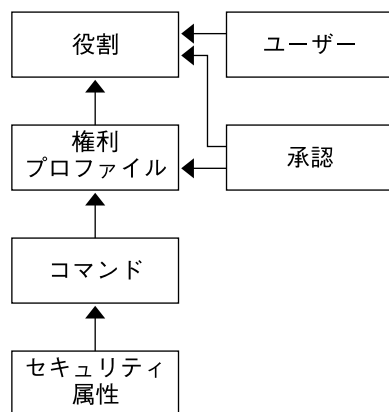 役割
ユーザー
権利
プロファイル
承認
コマンド
セキュリティ
属性